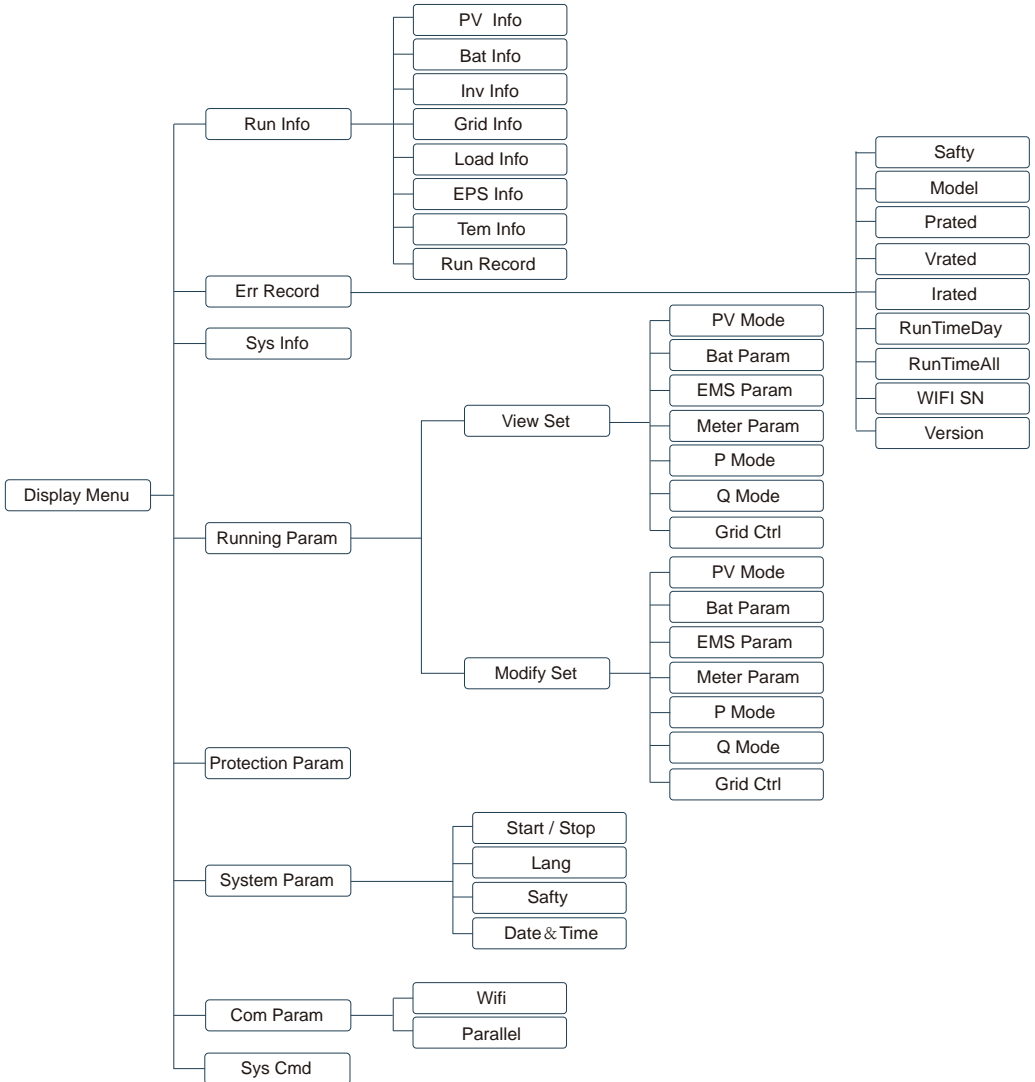 Display Menu
Run Info
PV Info
Bat Info
Inv Info
Grid Info
Load Info
EPS Info
Tem Info
Run Record
Err Record
Safty
Model
Prated
Vrated
Irated
RunTimeDay
RunTimeAll
WIFI SN
Version
Sys Info
Running Param
View Set
PV Mode
Bat Param
EMS Param
Meter Param
P Mode
Q Mode
Grid Ctrl
Modify Set
PV Mode
Bat Param
EMS Param
Meter Param
P Mode
Q Mode
Grid Ctrl
Protection Param
System Param
Start / Stop
Lang
Safty
Date&Time
Com Param
Wifi
Parallel
Sys Cmd